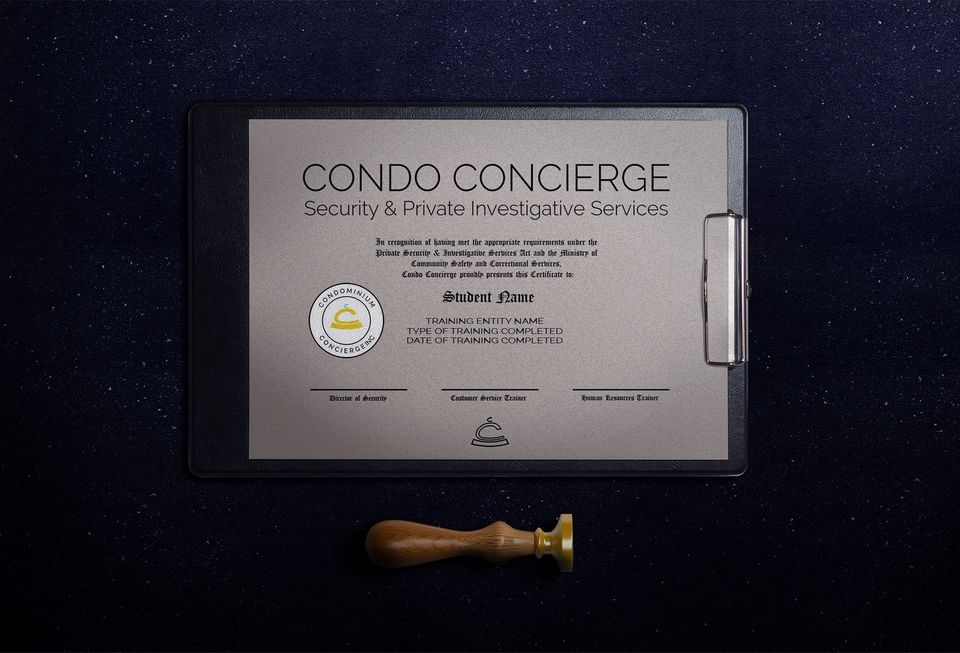 CONDO CONCIERGE
Security & Private Investigative Services
In recognition of having met the appropriate requirements under the
Private Security & Investigative Services Act and the Ministry of
Community Safety and Correctional Services,
Condo Concierge proudly presents this Certificate to:
Student Name
CONDOMINIUM
CONCIERGE INC
TRAINING ENTITY NAME
TYPE OF TRAINING COMPLETED
DATE OF TRAINING COMPLETED
Director of Security
Customer Service Trainer
Human Resources Trainer